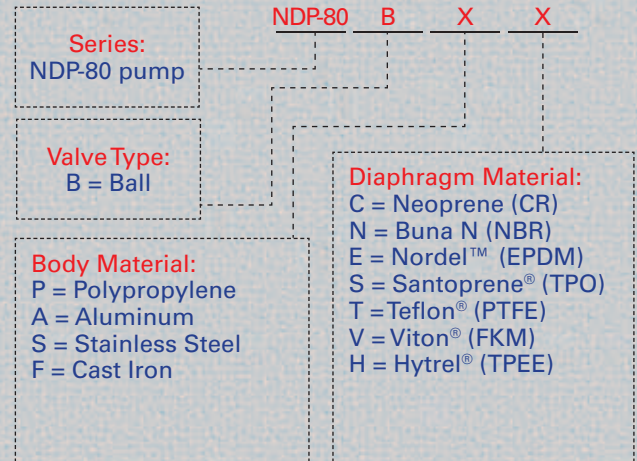 NDP-80 B X X
Series:
NDP-80 pump
Valve Type:
B = Ball
Body Material:
P = Polypropylene
A = Aluminum
S = Stainless Steel
F = Cast Iron
Diaphragm Material:
C = Neoprene (CR)
N = Buna N (NBR)
E = Nordel™ (EPDM)
S = Santoprene® (TPO)
T = Teflon® (PTFE)
V = Viton® (FKM)
H = Hytrel® (TPEE)